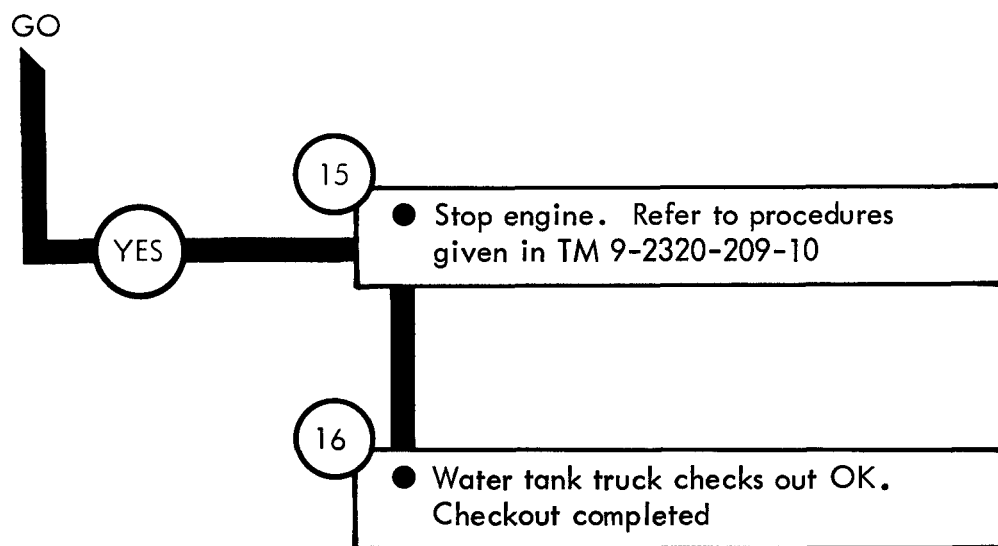 GO
15
● Stop engine. Refer to procedures
given in TM 9-2320-209-10
YES
16
● Water tank truck checks out OK.
Checkout completed